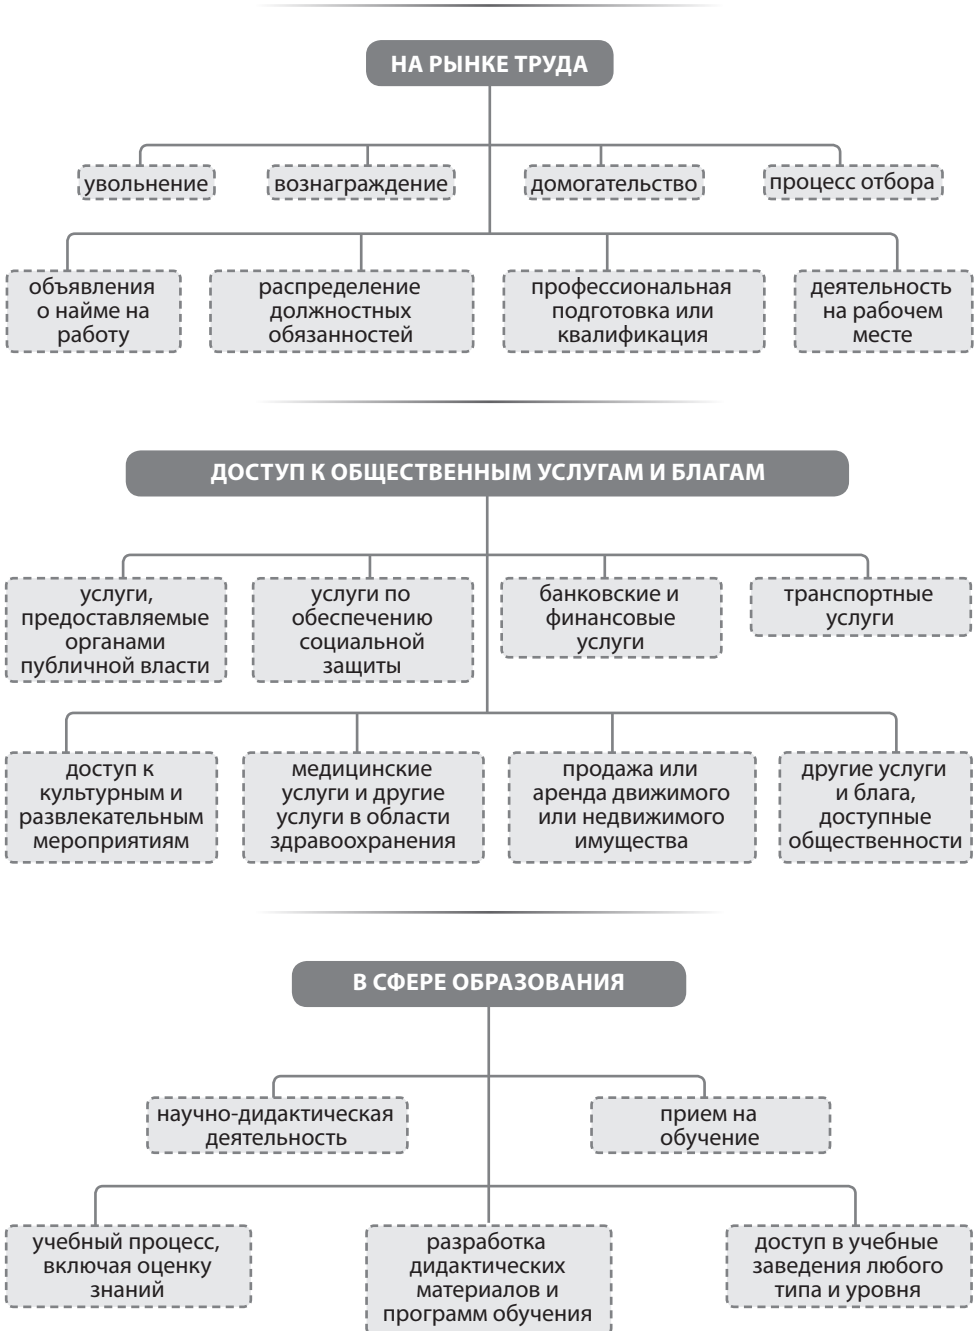 НА РЫНКЕ ТРУДА
увольнение
вознаграждение
домогательство
процесс отбора
объявления
о найме на
работу
распределение
должностных
обязанностей
профессиональная
подготовка или
квалификация
деятельность
на рабочем
месте
ДОСТУП К ОБЩЕСТВЕННЫМ УСЛУГАМ И БЛАГАМ
услуги,
предоставляемые
органами
публичной власти
услуги по
обеспечению
социальной
защиты
банковские и
финансовые
услуги
транспортные
услуги
доступ к
культурным и
развлекательным
мероприятиям
медицинские
услуги и другие
услуги в области
здравоохранения
продажа или
аренда движимого
или недвижимого
имущества
другие услуги
и блага,
доступные
общественности
В СФЕРЕ ОБРАЗОВАНИЯ
научно-дидактическая
деятельность
прием на
обучение
учебный процесс,
включая оценку
знаний
разработка
дидактических
материалов и
программ обучения
доступ в учебные
заведения любого
типа и уровня